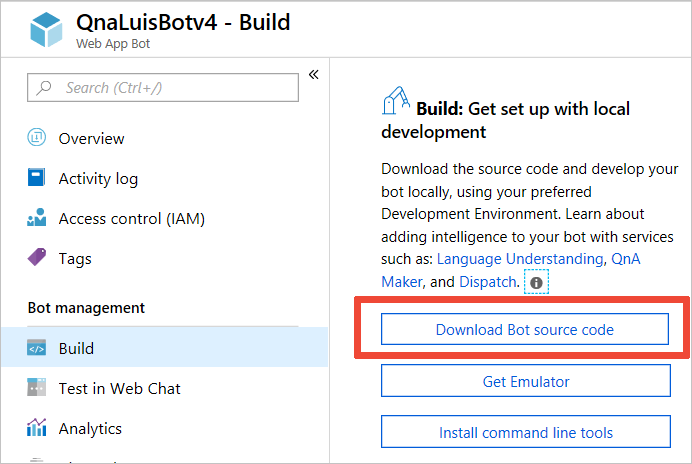 QnaLuisBotv4 - Build
Web App Bot
Search (Ctrl+/)
«
Overview
Activity log
Access control (IAM)
Tags
Bot management
Build
Test in Web Chat
Analytics
Build: Get set up with local
development
Download the source code and develop your
bot locally, using your preferred
Development Environment. Learn about
adding intelligence to your bot with services
such as: Language Understanding, QnA
Maker, and Dispatch.
Download Bot source code
Get Emulator
Install command line tools